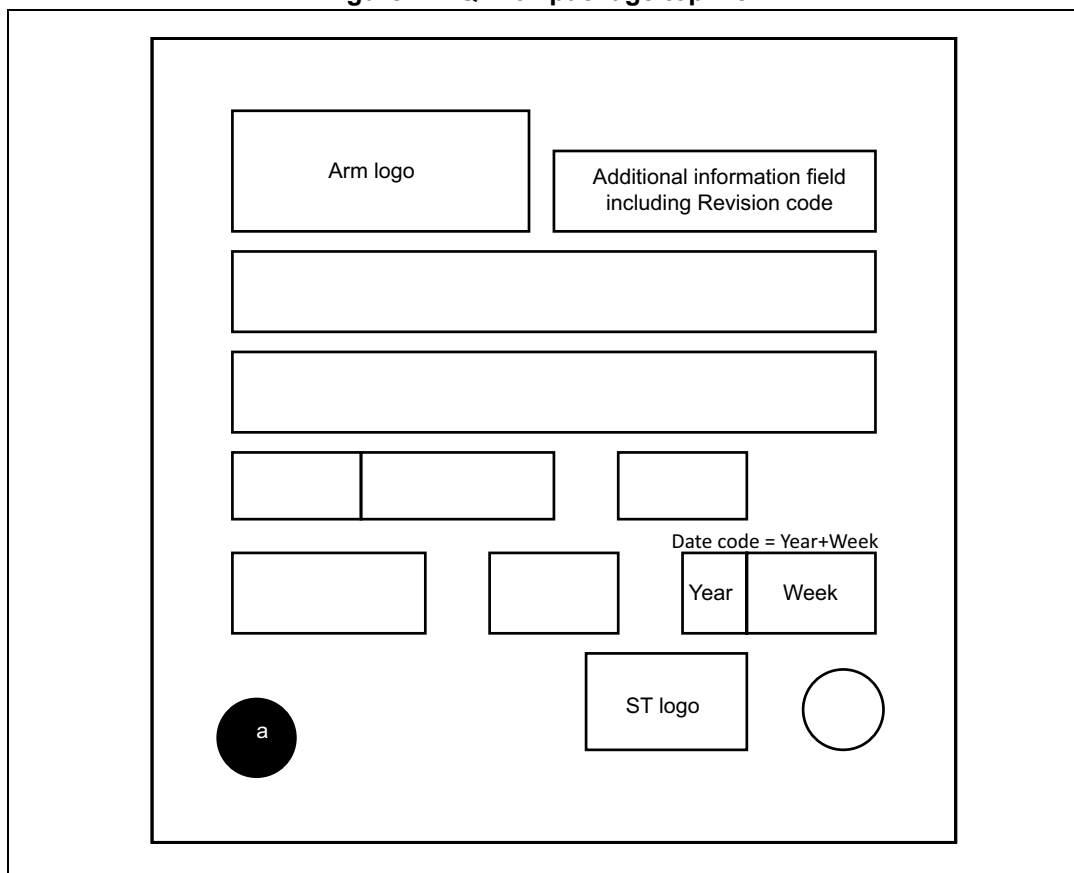 Arm logo
Additional information field
including Revision code
Date code = Year+Week
Year
Week
ST logo
a